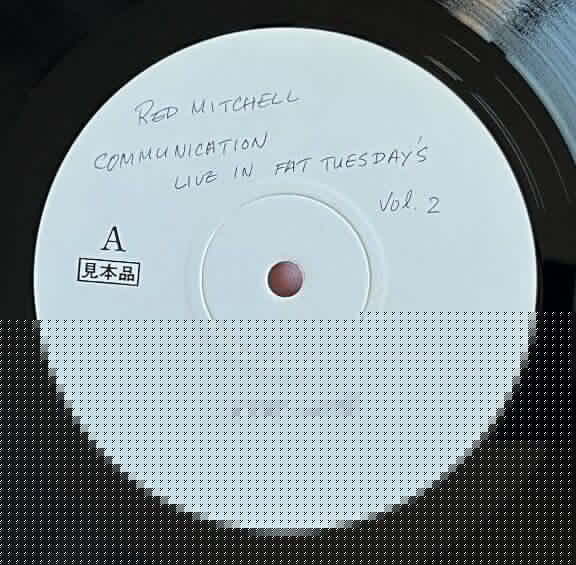 RED MITCHELL
COMMUNICATION
LIVE IN FAT TUESDAY'S
Vol. 2
A
見本品